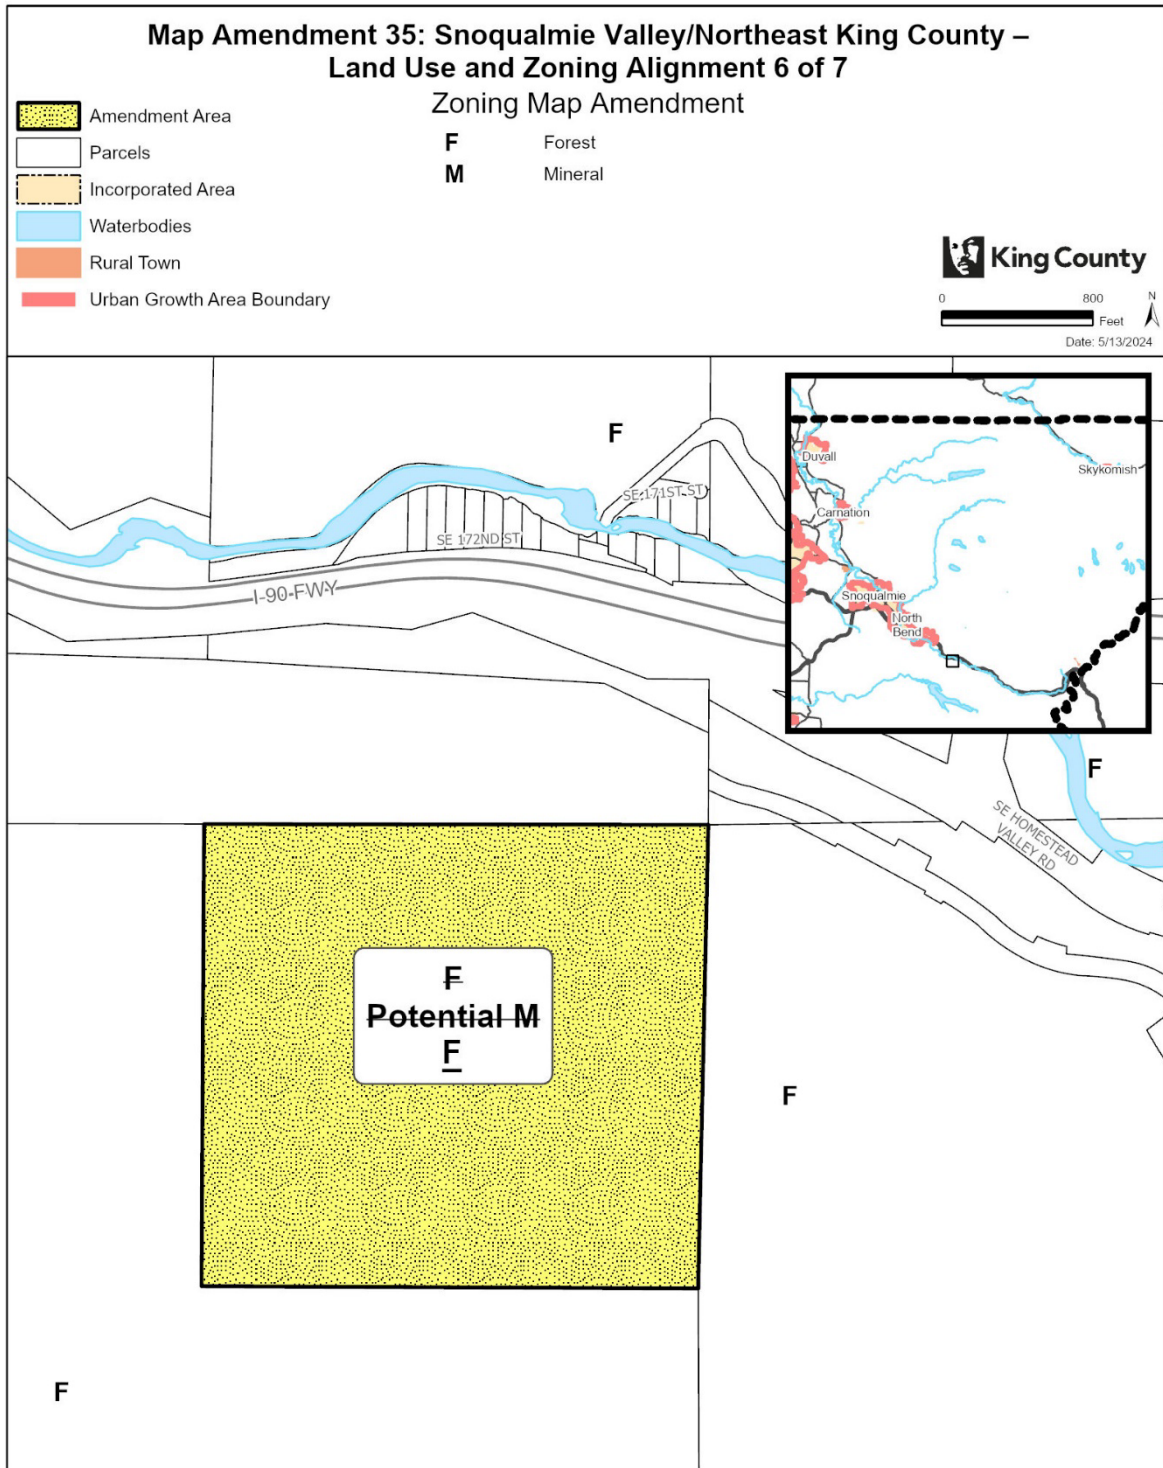 Map Amendment 35: Snoqualmie Valley/Northeast King County –
Land Use and Zoning Alignment 6 of 7
Zoning Map Amendment
Amendment Area
Parcels
Incorporated Area
Waterbodies
Rural Town
Urban Growth Area Boundary
F Forest
M Mineral
King County
0 800
Feet
N
Date: 5/13/2024
Duvall
Skykomish
Carnation
Snoqualmie
North
Bend
F
SE 171ST ST
SE 172ND ST
I-90 FWY
F
SE HOMESTEAD
VALLEY RD
F
Potential M
F
F
F